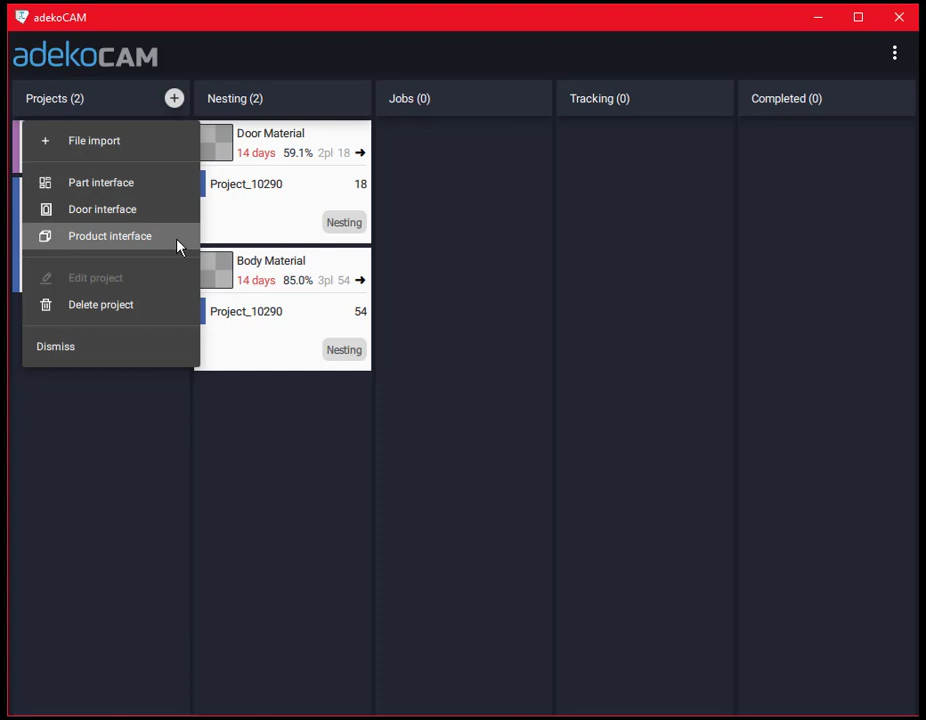 adekoCAM
adekoCAM
Projects (2)
Nesting (2)
Jobs (0)
Tracking (0)
Completed (0)
File import
Part interface
Door interface
Product interface
Edit project
Delete project
Dismiss
Door Material
14 days 59.1% 2pl 18
Project_10290 18
Nesting
Body Material
14 days 85.0% 3pl 54
Project_10290 54
Nesting